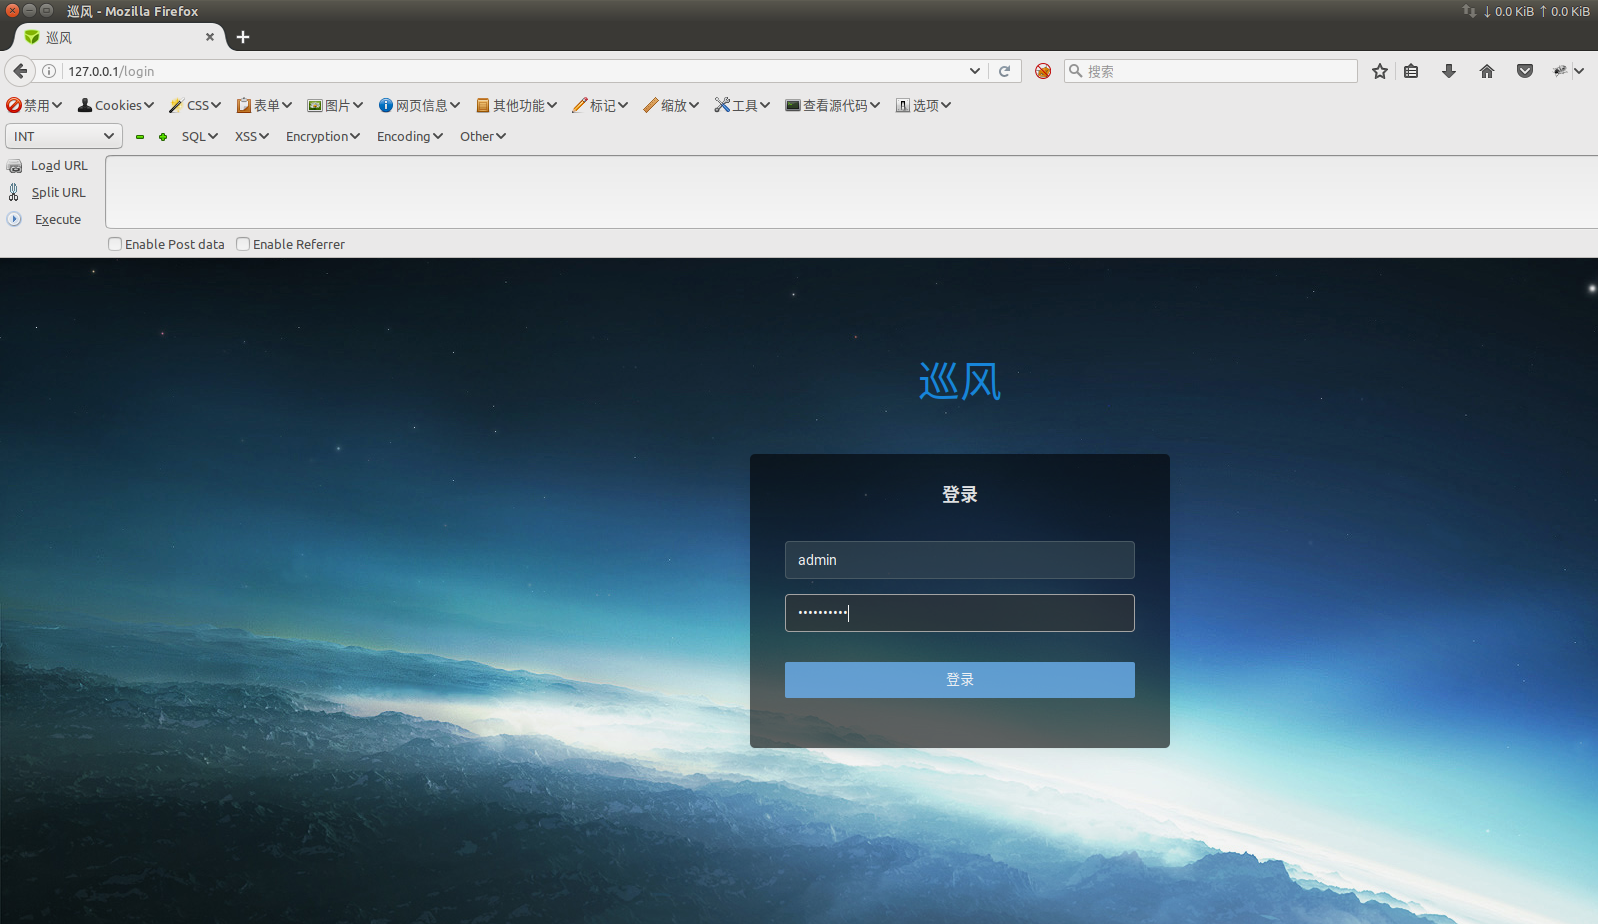 巡风 - Mozilla Firefox
↓ 0.0 KiB ↑ 0.0 KiB
巡风
127.0.0.1/login
搜索
禁用 Cookies CSS 表单 图片 网页信息 其他功能 标记 缩放 工具 查看源代码 选项
INT SQL XSS Encryption Encoding Other
Load URL
Split URL
Execute
Enable Post data Enable Referrer
巡风
登录
admin
••••••••••
登录